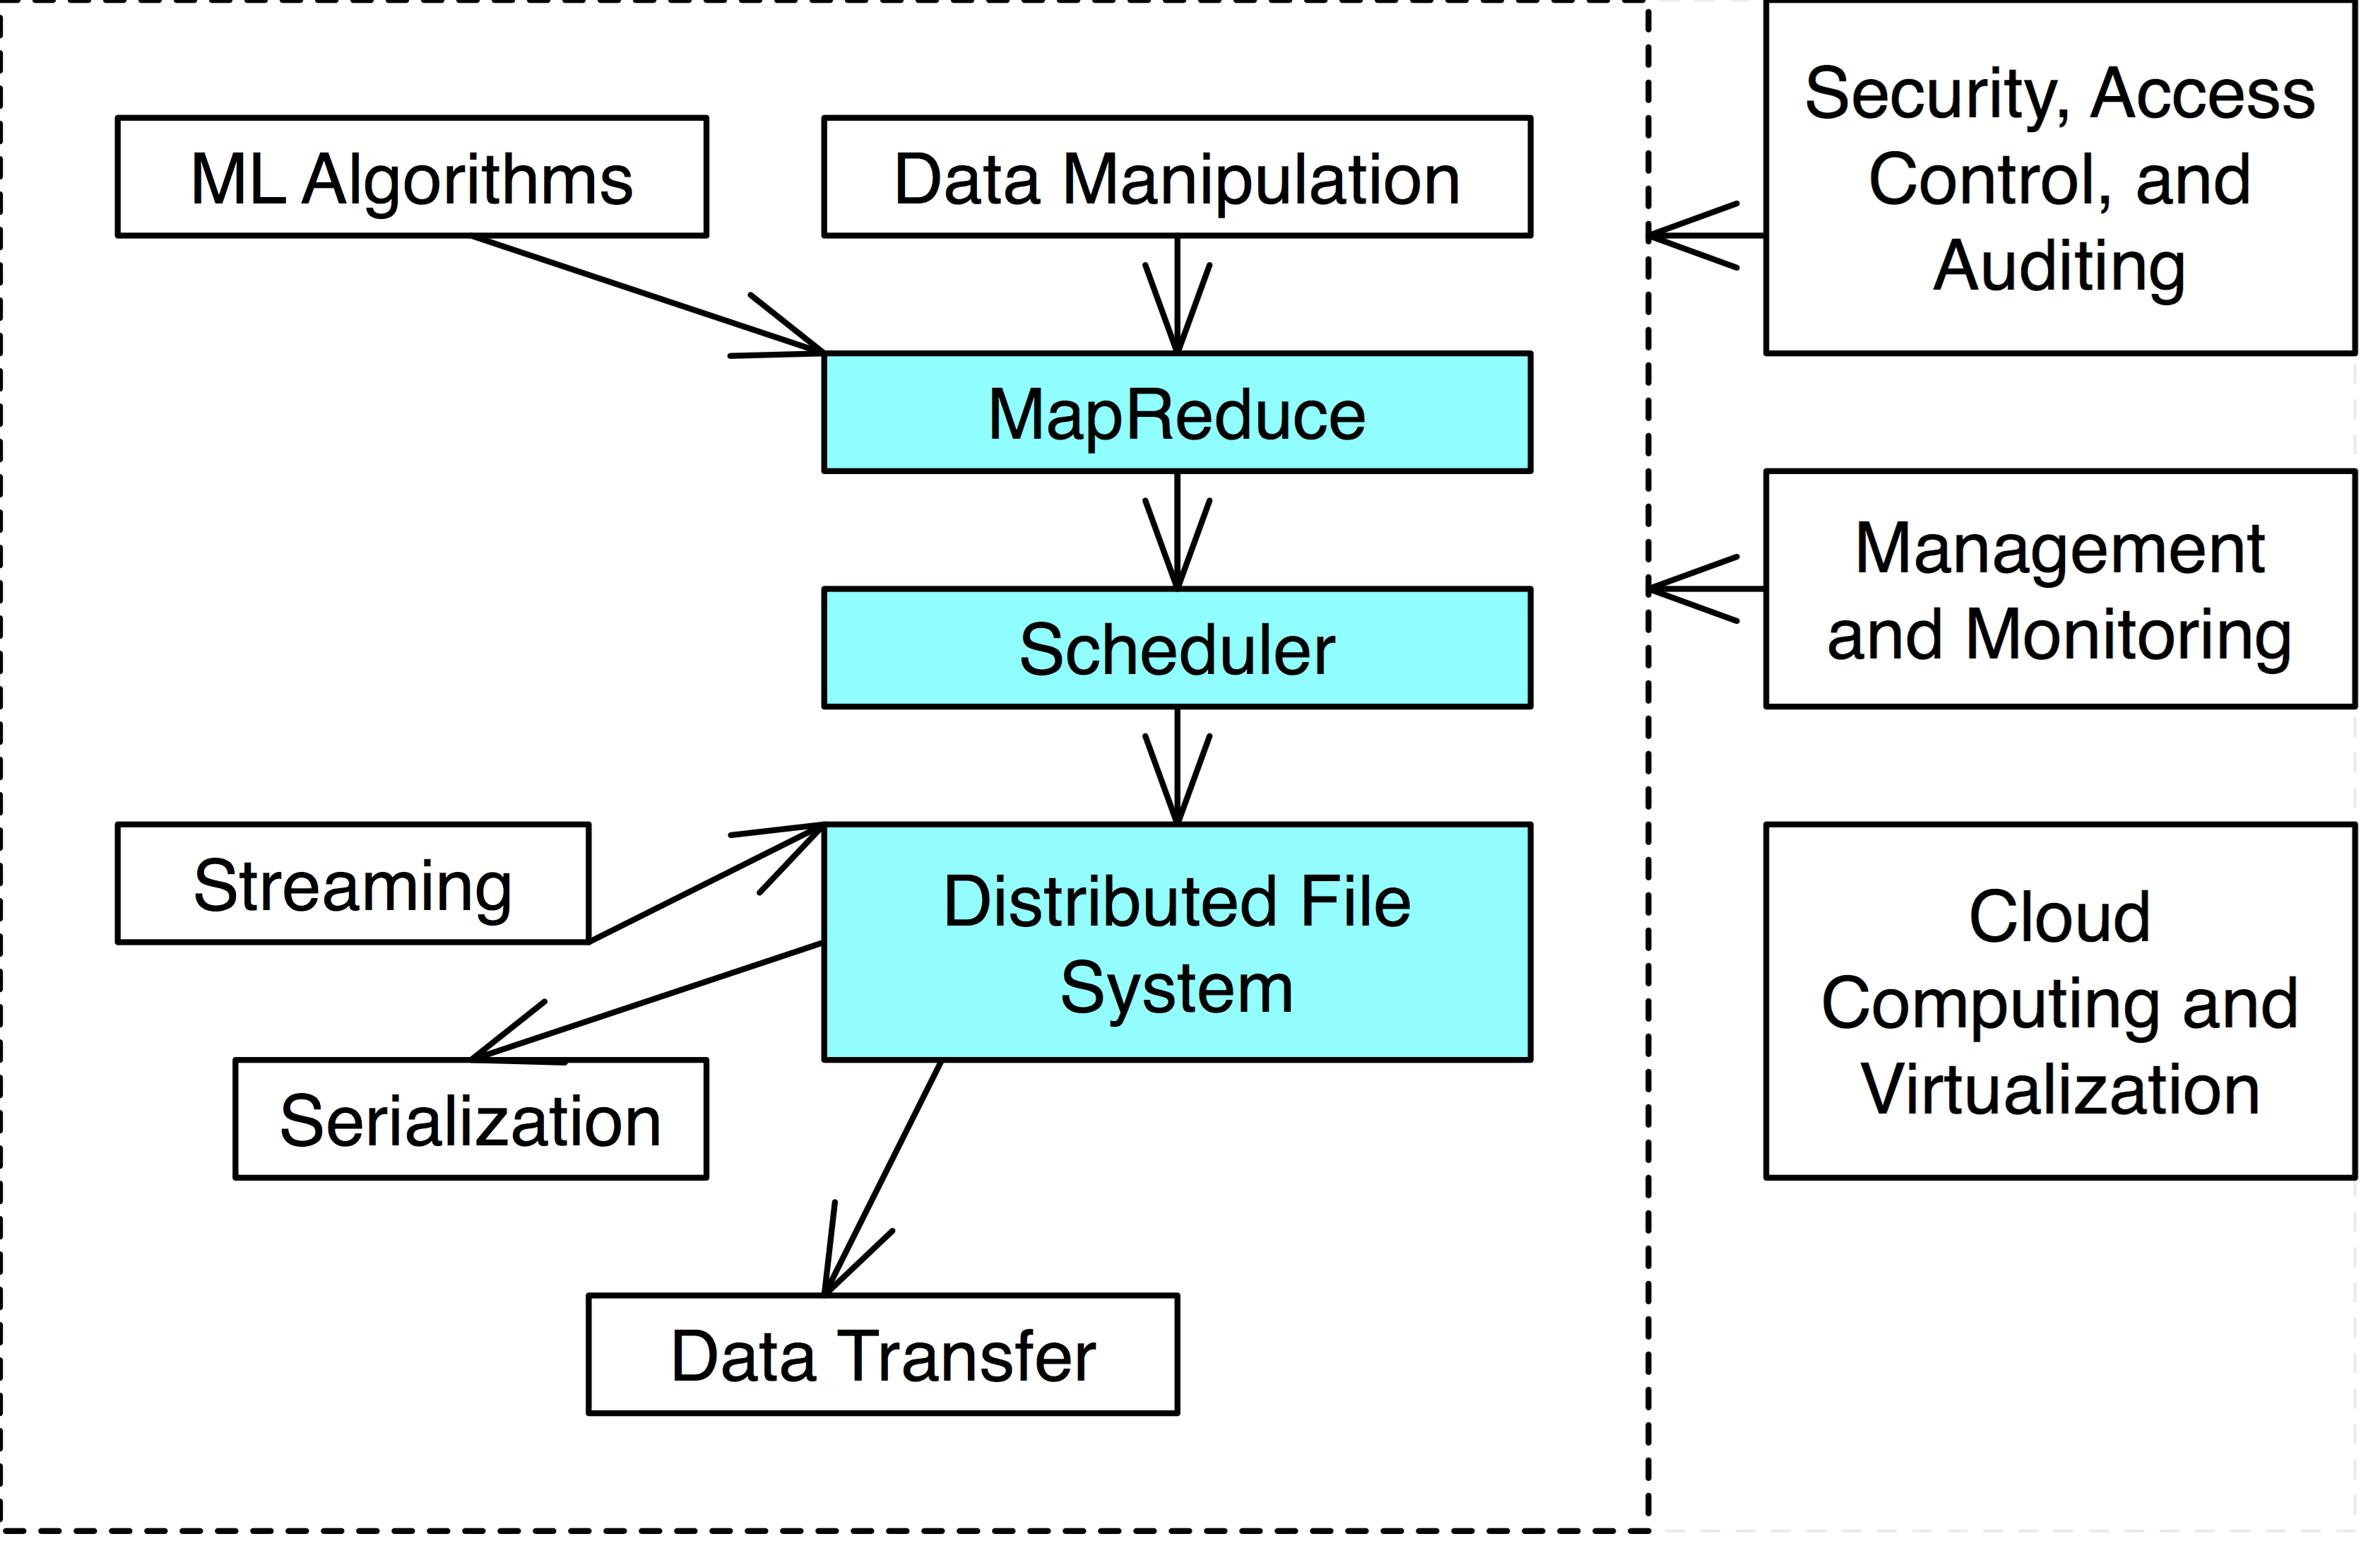 ML Algorithms
Data Manipulation
MapReduce
Scheduler
Streaming
Distributed File
System
Serialization
Data Transfer
Security, Access
Control, and
Auditing
Management
and Monitoring
Cloud
Computing and
Virtualization